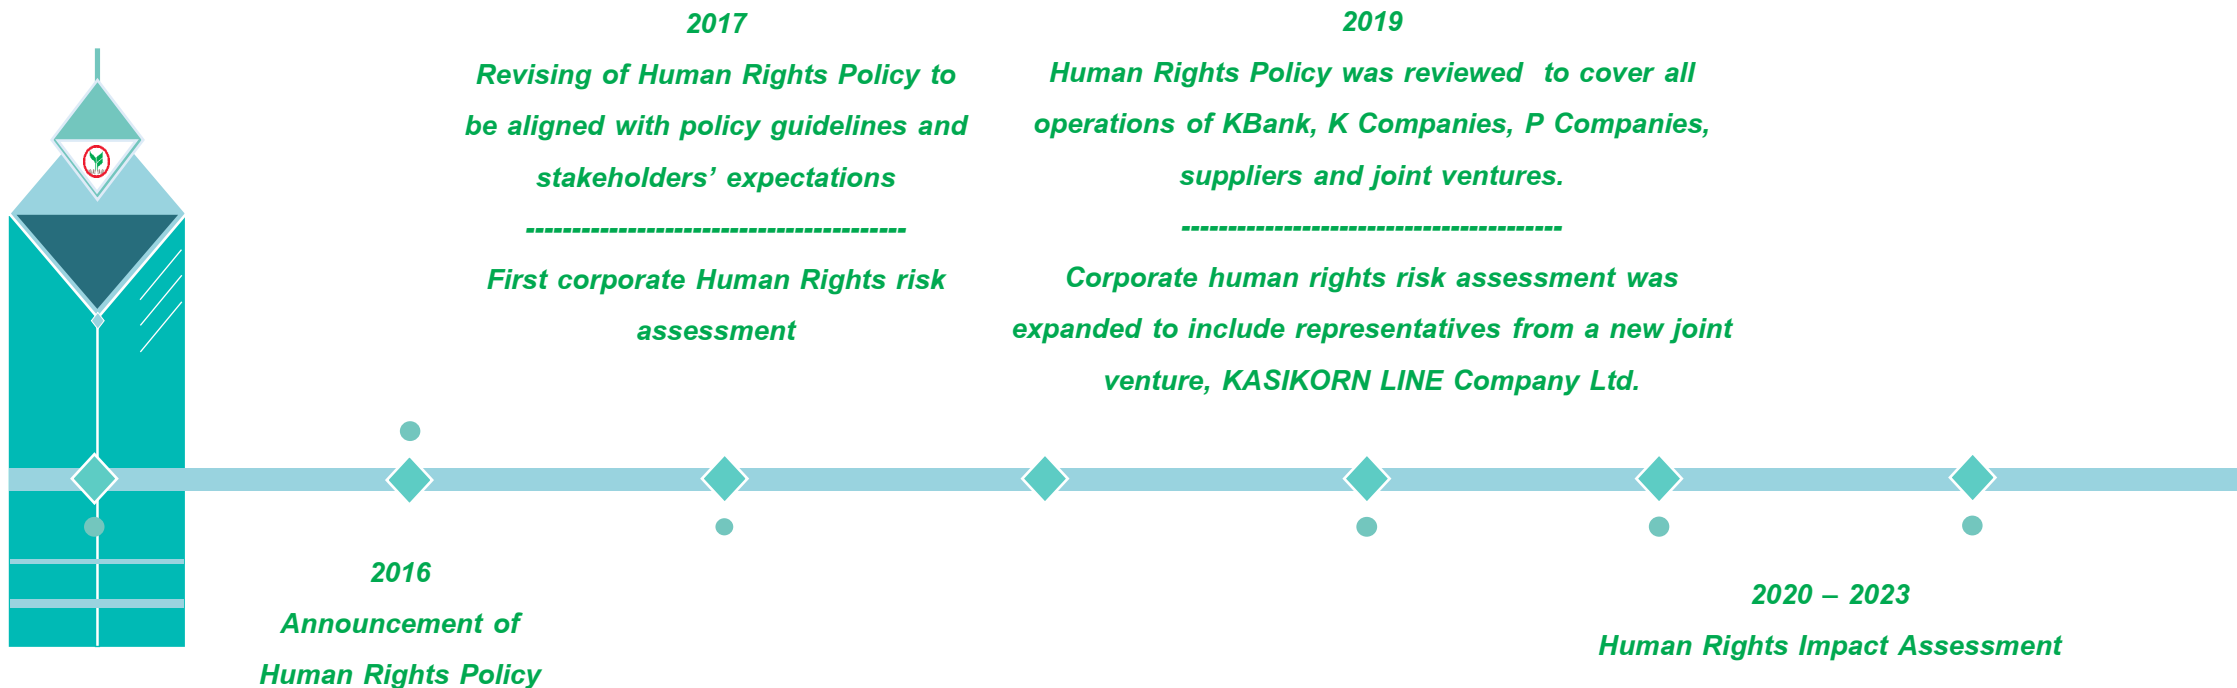 2017
Revising of Human Rights Policy to
be aligned with policy guidelines and
stakeholders’ expectations
-----------------------------------------
First corporate Human Rights risk
assessment
2019
Human Rights Policy was reviewed  to cover all
operations of KBank, K Companies, P Companies,
suppliers and joint ventures.
-----------------------------------------
Corporate human rights risk assessment was
expanded to include representatives from a new joint
venture, KASIKORN LINE Company Ltd.
2016
Announcement of
Human Rights Policy
2020 – 2023
Human Rights Impact Assessment